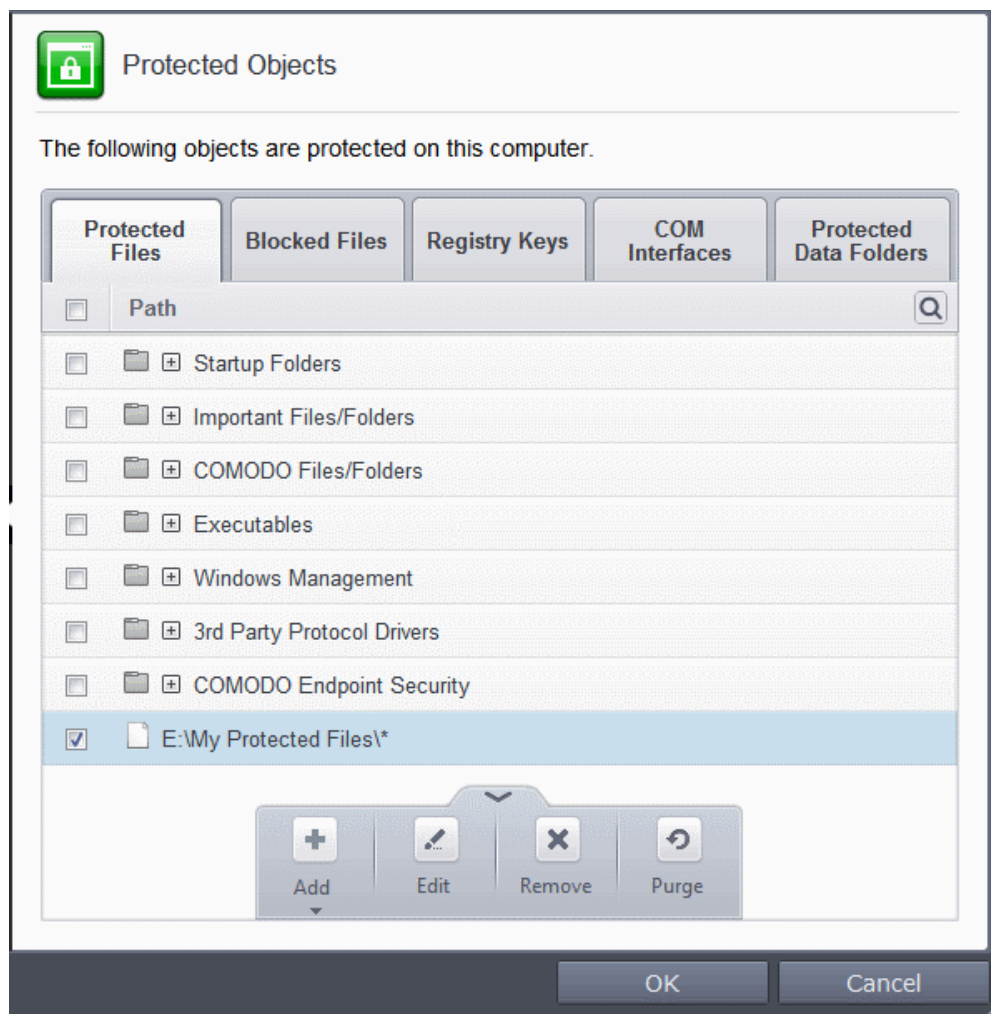 Protected Objects
The following objects are protected on this computer.
Protected
Files
Blocked Files
Registry Keys
COM
Interfaces
Protected
Data Folders
Path
Startup Folders
Important Files/Folders
COMODO Files/Folders
Executables
Windows Management
3rd Party Protocol Drivers
COMODO Endpoint Security
E:\My Protected Files\*
Add
Edit
Remove
Purge
OK
Cancel